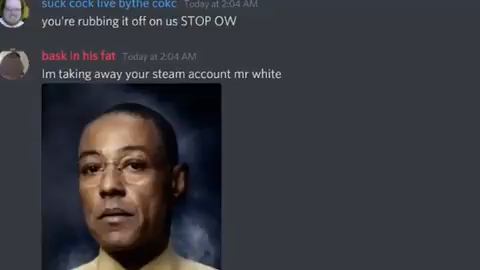 suck cock live bythe cokc Today at 2:04 AM
you're rubbing it off on us STOP OW
bask in his fat Today at 2:04 AM
Im taking away your steam account mr white